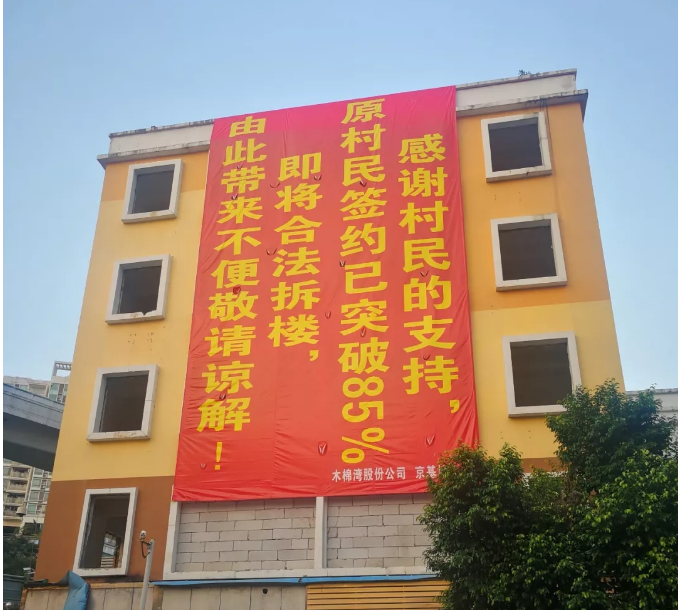 感谢村民的支持，
原村民签约已突破85%
即将合法拆楼，
由此带来不便敬请谅解！
木棉湾股份公司 京基